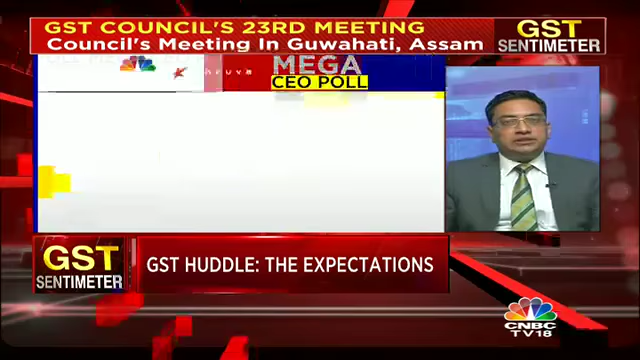 GST COUNCIL'S 23RD MEETING
Council's Meeting In Guwahati, Assam
GST
SENTIMETER
MEGA
CEO POLL
GST
SENTIMETER
GST HUDDLE: THE EXPECTATIONS
CNBC
TV18